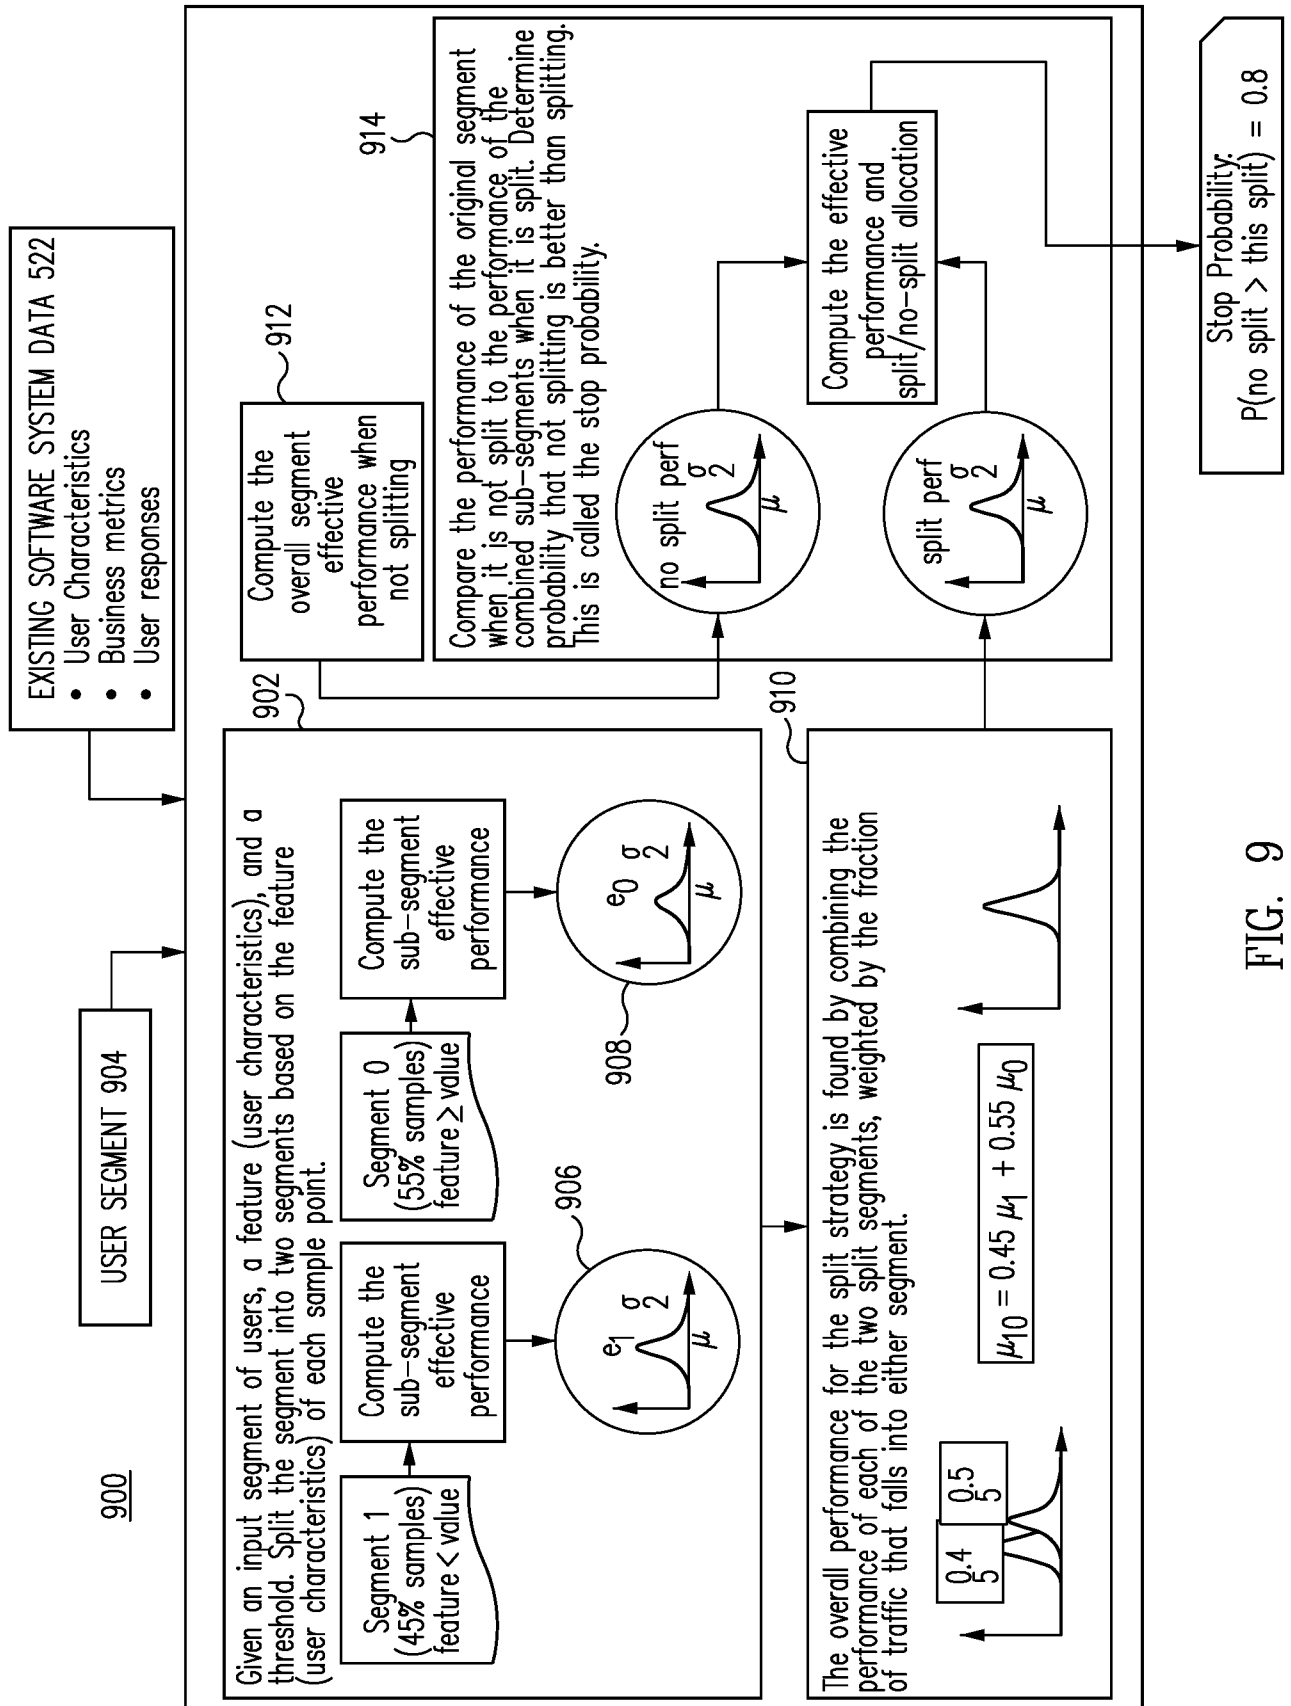 900
USER SEGMENT 904
EXISTING SOFTWARE SYSTEM DATA 522
• User Characteristics
• Business metrics
• User responses
902
Given an input segment of users, a feature (user characteristics), and a
threshold. Split the segment into two segments based on the feature
(user characteristics) of each sample point.
Segment 1
(45% samples)
feature < value
Compute the
sub-segment
effective
performance
Segment 0
(55% samples)
feature ≥ value
Compute the
sub-segment
effective
performance
906
e1
σ
2
μ
908
e0
σ
2
μ
910
The overall performance for the split strategy is found by combining the
performance of each of the two split segments, weighted by the fraction
of traffic that falls into either segment.
0.4
5
0.5
5
μ10 = 0.45 μ1 + 0.55 μ0
912
Compute the
overall segment
effective
performance when
not splitting
914
Compare the performance of the original segment
when it is not split to the performance of the
combined sub-segments when it is split. Determine
probability that not splitting is better than splitting.
This is called the stop probability.
no split perf
σ
2
μ
split perf
σ
2
μ
Compute the effective
performance and
split/no-split allocation
Stop Probability:
P(no split > this split) = 0.8
FIG. 9